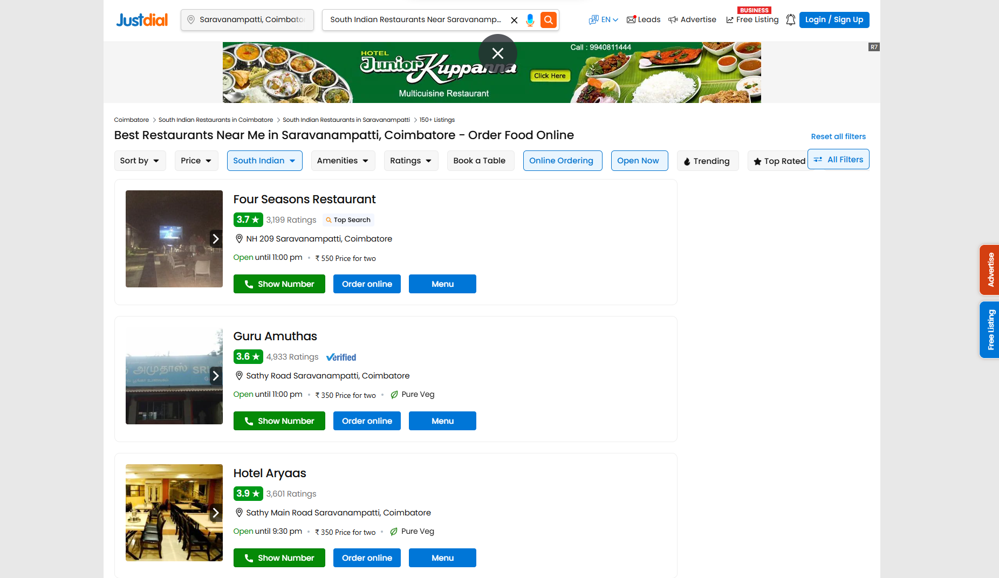 Justdial
Saravanampatti, Coimbator
South Indian Restaurants Near Saravanamp...
EN
Leads
Advertise
BUSINESS
Free Listing
Login / Sign Up
HOTEL
Junior Kuppanna
Multicuisine Restaurant
Click Here
Call : 9940811444
R7
Coimbatore > South Indian Restaurants in Coimbatore > South Indian Restaurants in Saravanampatti > 150+ Listings
Best Restaurants Near Me in Saravanampatti, Coimbatore - Order Food Online
Reset all filters
Sort by
Price
South Indian
Amenities
Ratings
Book a Table
Online Ordering
Open Now
Trending
Top Rated
All Filters
Four Seasons Restaurant
3.7★ 3,199 Ratings Top Search
NH 209 Saravanampatti, Coimbatore
Open until 11:00 pm • ₹ 550 Price for two
Show Number
Order online
Menu
அமுதாஸ் SRI
Guru Amuthas
3.6★ 4,933 Ratings Verified
Sathy Road Saravanampatti, Coimbatore
Open until 11:00 pm • ₹ 350 Price for two • Pure Veg
Show Number
Order online
Menu
Hotel Aryaas
3.9★ 3,601 Ratings
Sathy Main Road Saravanampatti, Coimbatore
Open until 9:30 pm • ₹ 350 Price for two • Pure Veg
Show Number
Order online
Menu
Advertise
Free Listing